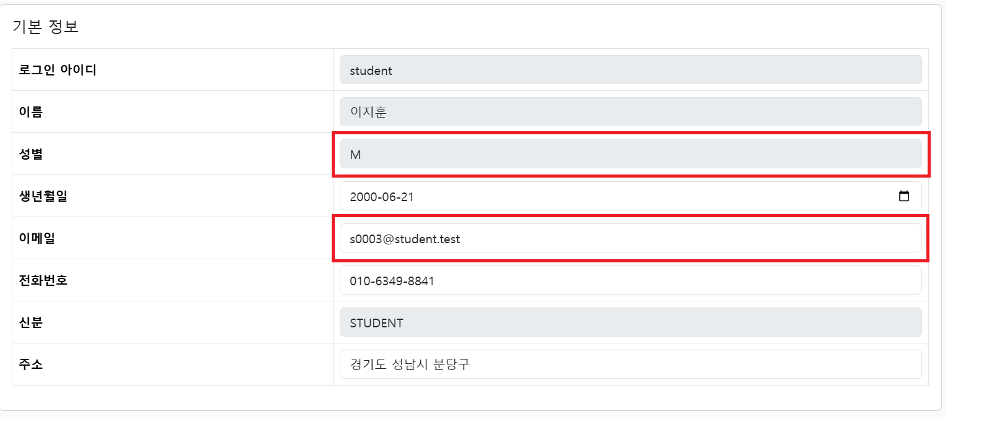 기본 정보
로그인 아이디 student
이름 이지훈
성별 M
생년월일 2000-06-21
이메일 s0003@student.test
전화번호 010-6349-8841
신분 STUDENT
주소 경기도 성남시 분당구